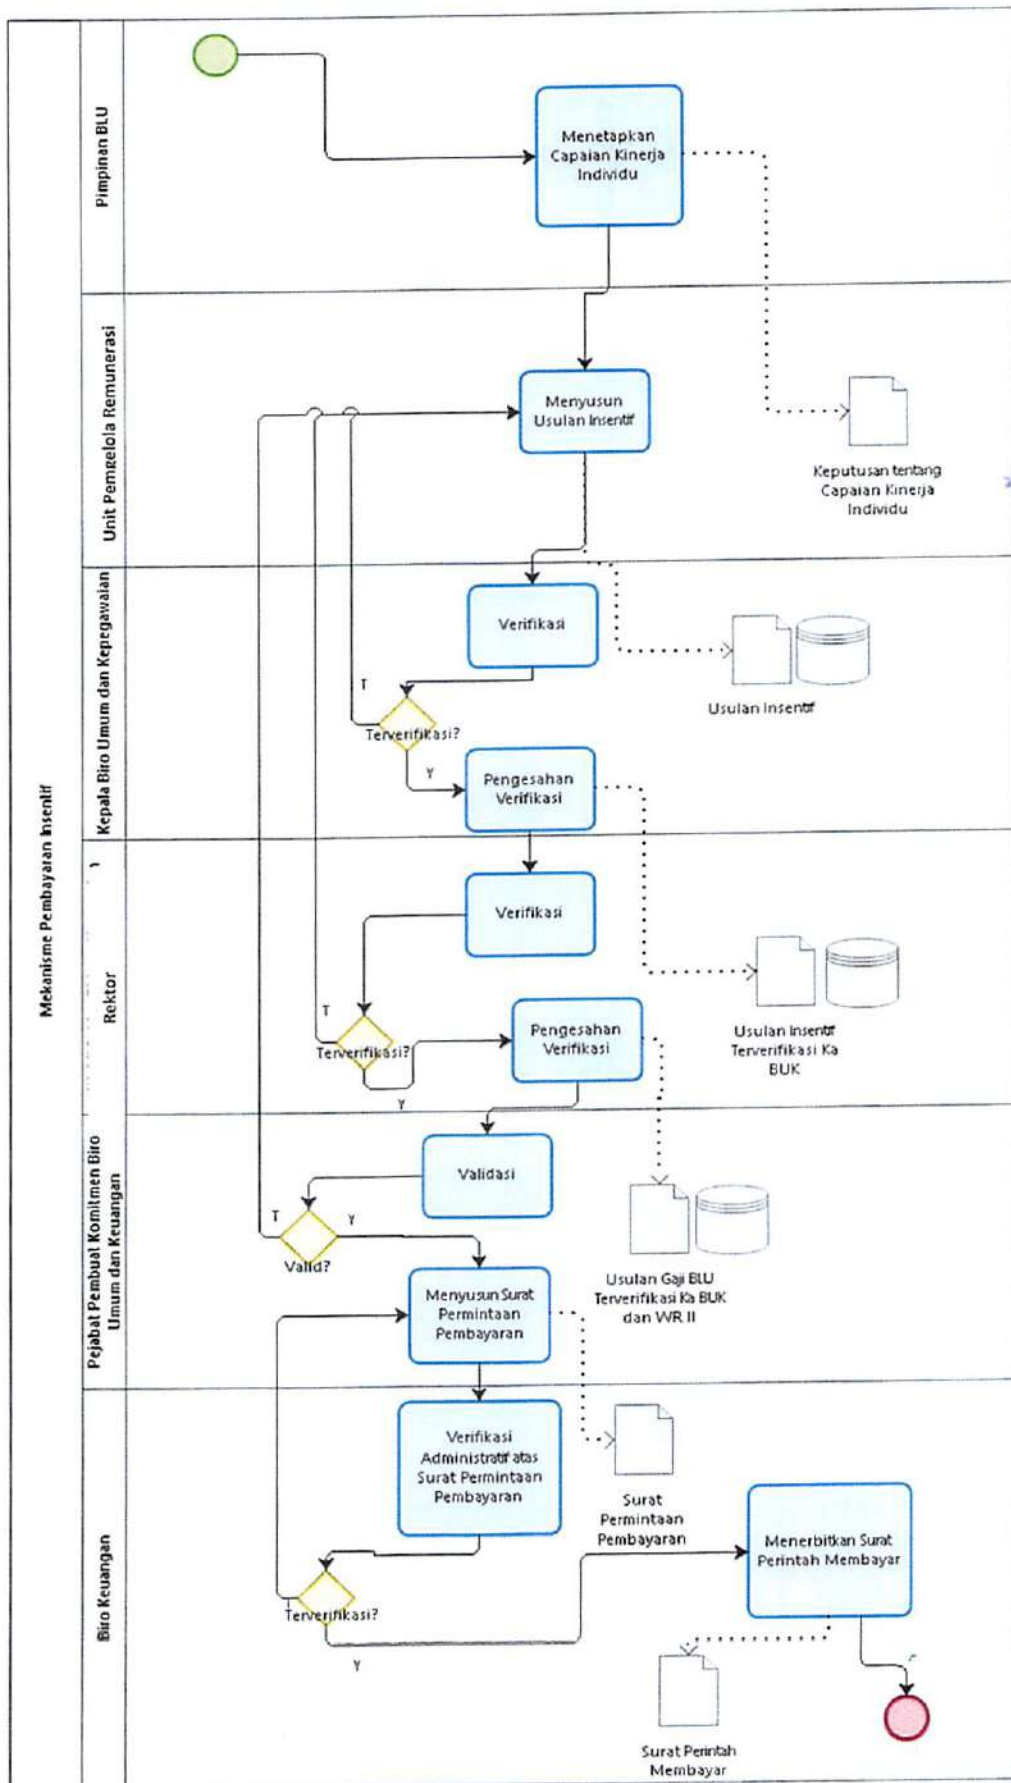 Mekanisme Pembayaran Insentif
Pimpinan BLU
Menetapkan
Capaian Kinerja
Individu
Unit Pemgelola Remunerasi
Menyusun
Usulan Insentif
Keputusan tentang
Capaian Kinerja
Individu
Kepala Biro Umum dan Kepegawaian
Verifikasi
Usulan Insentif
T
Terverifikasi?
Y
Pengesahan
Verifikasi
Rektor
Verifikasi
Usulan Insentif
Terverifikasi Ka
BUK
T
Terverifikasi?
Y
Pengesahan
Verifikasi
Pejabat Pembuat Komitmen Biro
Umum dan Keuangan
Validasi
T
Y
Valid?
Usulan Gaji BLU
Terverifikasi Ka BUK
dan WR II
Menyusun Surat
Permintaan
Pembayaran
Biro Keuangan
Verifikasi
Administratif atas
Surat Permintaan
Pembayaran
Surat
Permintaan
Pembayaran
Terverifikasi?
Y
Menerbitkan Surat
Perintah Membayar
Surat Perintah
Membayar